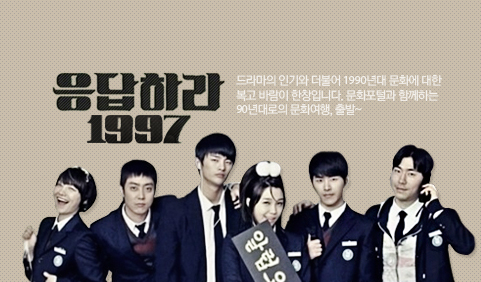 응답하라
1997
드라마의 인기와 더불어 1990년대 문화에 대한
복고 바람이 한창입니다. 문화포털과 함께하는
90년대로의 문화여행, 출발~